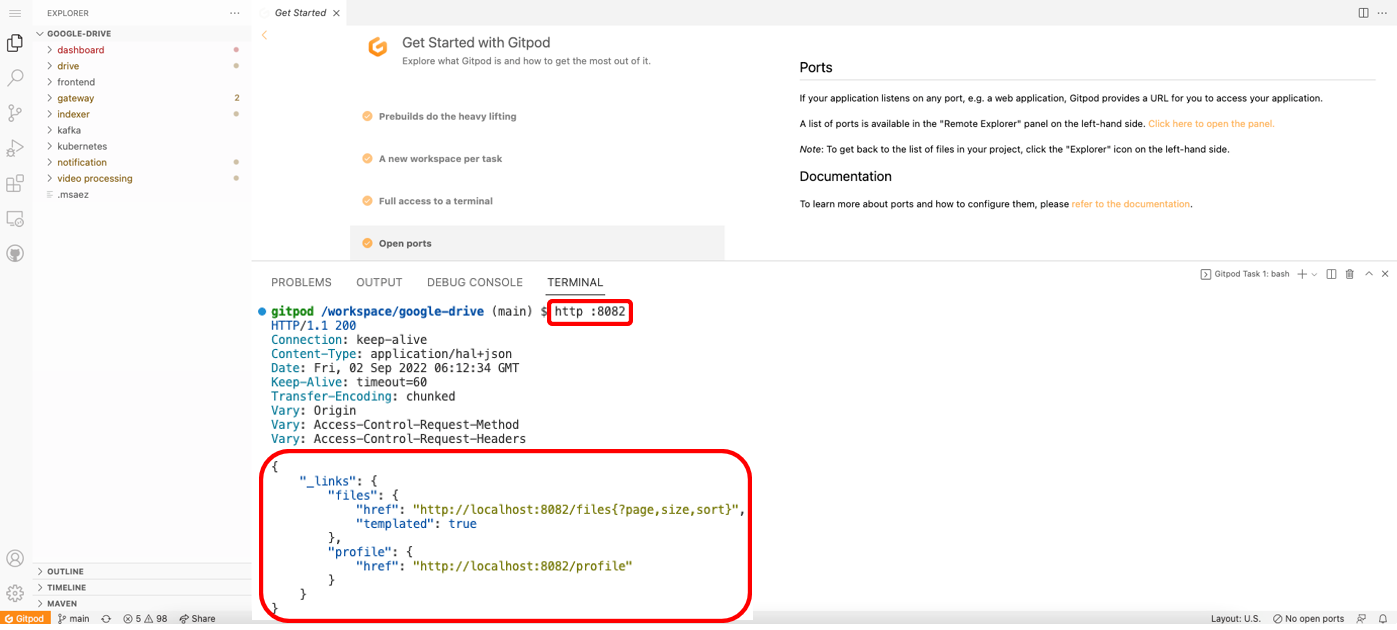 EXPLORER
GOOGLE-DRIVE
dashboard
drive
frontend
gateway 2
indexer
kafka
kubernetes
notification
video processing
.msaez
OUTLINE
TIMELINE
MAVEN
Get Started
Get Started with Gitpod
Explore what Gitpod is and how to get the most out of it.
Prebuilds do the heavy lifting
A new workspace per task
Full access to a terminal
Open ports
Ports
If your application listens on any port, e.g. a web application, Gitpod provides a URL for you to access your application.
A list of ports is available in the "Remote Explorer" panel on the left-hand side. Click here to open the panel.
Note: To get back to the list of files in your project, click the "Explorer" icon on the left-hand side.
Documentation
To learn more about ports and how to configure them, please refer to the documentation.
PROBLEMS OUTPUT DEBUG CONSOLE TERMINAL
Gitpod Task 1: bash
gitpod /workspace/google-drive (main) $ http :8082
HTTP/1.1 200
Connection: keep-alive
Content-Type: application/hal+json
Date: Fri, 02 Sep 2022 06:12:34 GMT
Keep-Alive: timeout=60
Transfer-Encoding: chunked
Vary: Origin
Vary: Access-Control-Request-Method
Vary: Access-Control-Request-Headers
{
"_links": {
"files": {
"href": "http://localhost:8082/files{?page,size,sort}",
"templated": true
},
"profile": {
"href": "http://localhost:8082/profile"
}
}
}
Gitpod main 5 98 Share
Layout: U.S. No open ports